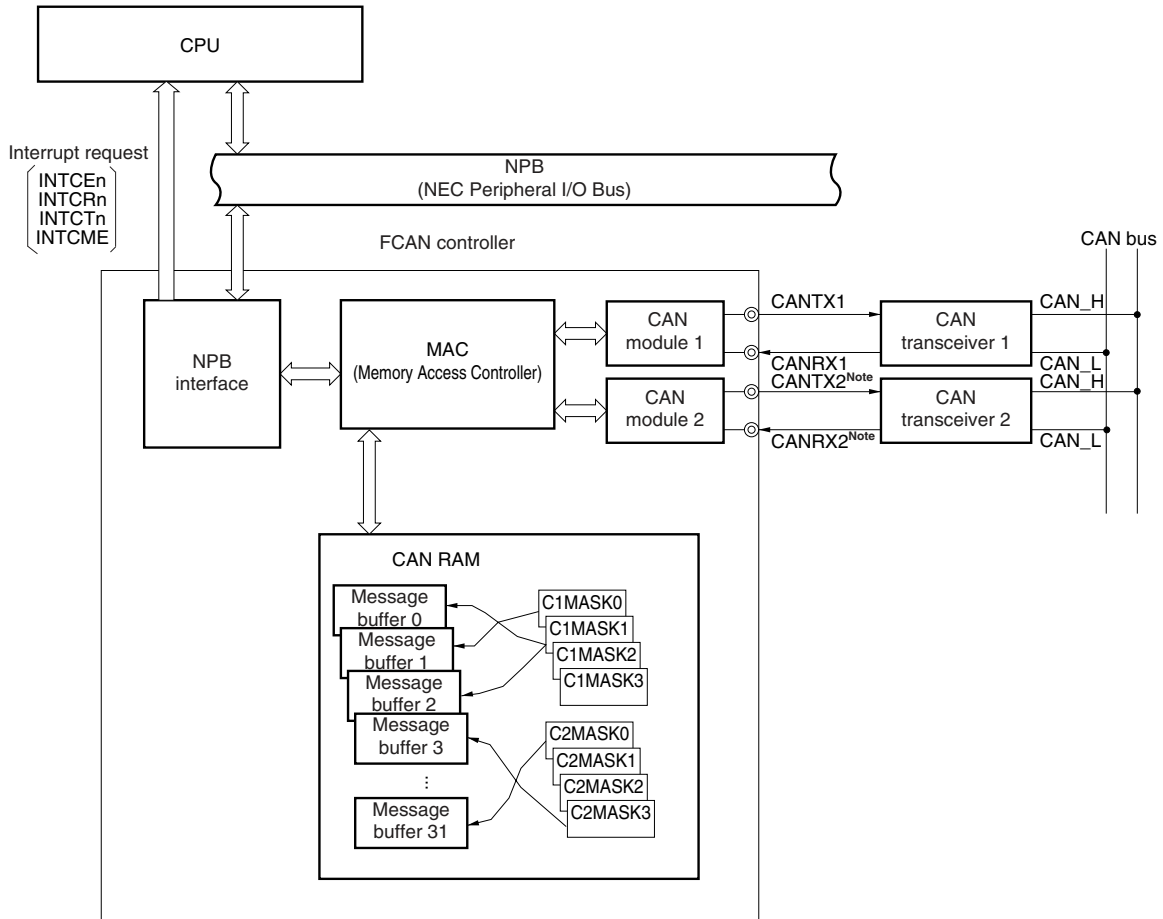 CPU
Interrupt request
INTCEn
INTCRn
INTCTn
INTCME
NPB
(NEC Peripheral I/O Bus)
FCAN controller
CAN bus
NPB
interface
MAC
(Memory Access Controller)
CAN
module 1
CANTX1
CANRX1
CAN
transceiver 1
CAN_H
CAN_L
CAN
module 2
CANTX2Note
CANRX2Note
CAN
transceiver 2
CAN_H
CAN_L
CAN RAM
Message
buffer 0
Message
buffer 1
Message
buffer 2
Message
buffer 3
...
Message
buffer 31
C1MASK0
C1MASK1
C1MASK2
C1MASK3
C2MASK0
C2MASK1
C2MASK2
C2MASK3